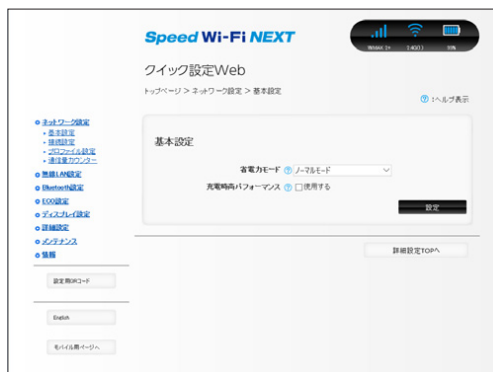 Speed Wi-Fi NEXT
WiMAX 2+
2.4G(1)
クイック設定Web
トップページ > ネットワーク設定 > 基本設定
:ヘルプ表示
ネットワーク設定
基本設定
接続設定
プロファイル設定
通信量カウンター
無線LAN設定
Bluetooth設定
ECO設定
ディスプレイ設定
詳細設定
メンテナンス
情報
設定用QRコード
English
モバイル用ページへ
基本設定
省電力モード ノーマルモード
充電時高パフォーマンス 使用する
設定
詳細設定TOPへ